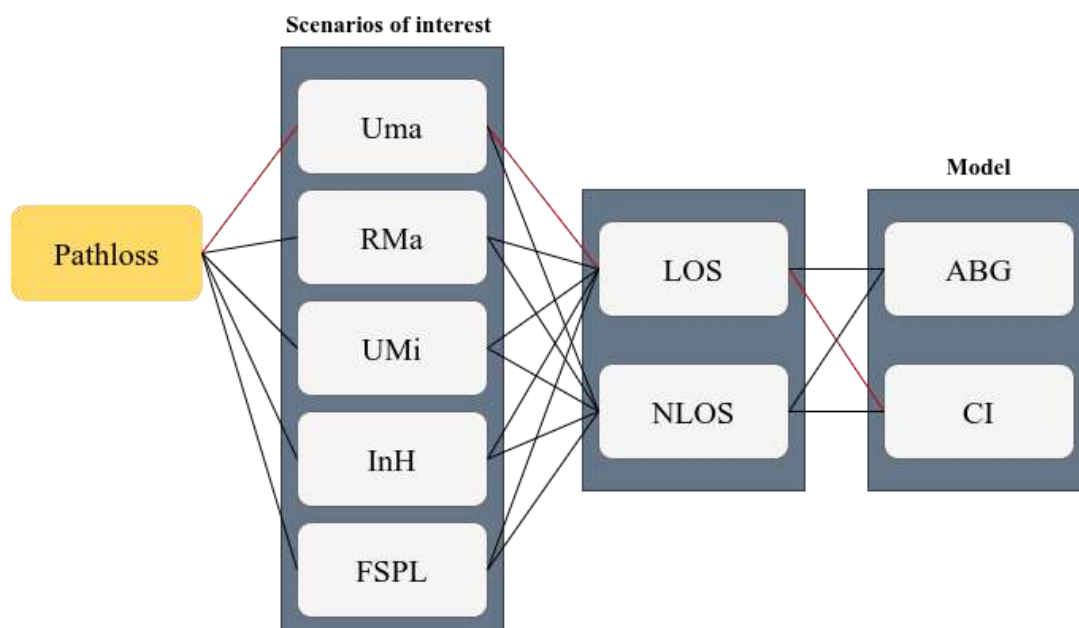 Scenarios of interest
Uma
Model
RMa
Pathloss
LOS
ABG
UMi
NLOS
CI
InH
FSPL